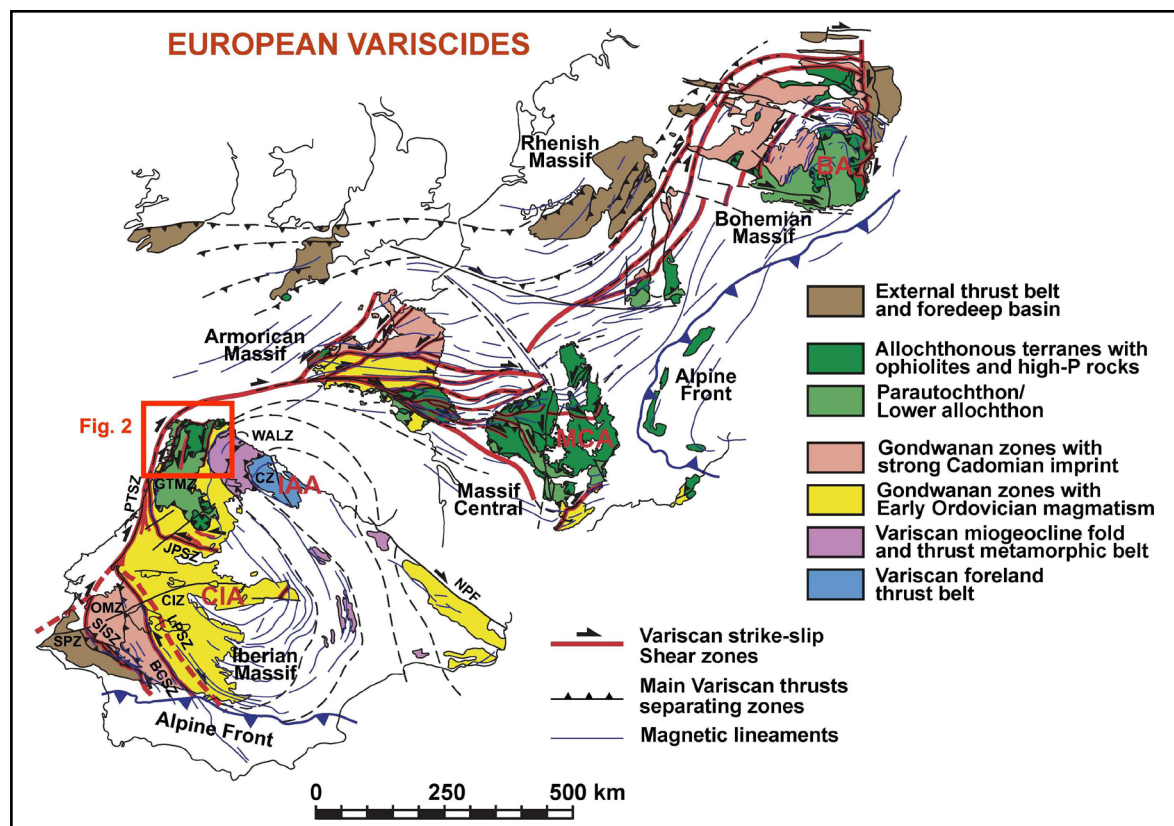 EUROPEAN VARISCIDES
Rhenish
Massif
BA
Bohemian
Massif
Armorican
Massif
Alpine
Front
MCA
Massif
Central
Fig. 2
WALZ
CZ
IAA
GTMZ
PTSZ
JPSZ
CIZ
CIA
NPF
OMZ
LPSZ
SISZ
SPZ
BCSZ
Iberian
Massif
Alpine Front
External thrust belt
and foredeep basin
Allochthonous terranes with
ophiolites and high-P rocks
Parautochthon/
Lower allochthon
Gondwanan zones with
strong Cadomian imprint
Gondwanan zones with
Early Ordovician magmatism
Variscan miogeocline fold
and thrust metamorphic belt
Variscan foreland
thrust belt
Variscan strike-slip
Shear zones
Main Variscan thrusts
separating zones
Magnetic lineaments
0 250 500 km